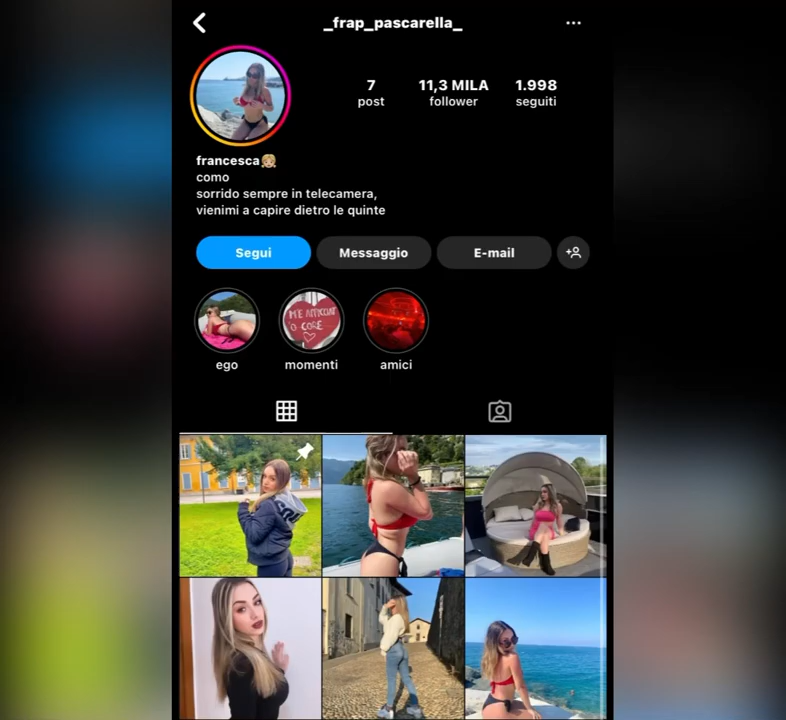 _frap_pascarella_
7
post
11,3 MILA
follower
1.998
seguiti
francesca
como
sorrido sempre in telecamera,
vienimi a capire dietro le quinte
Segui
Messaggio
E-mail
ego
momenti
amici